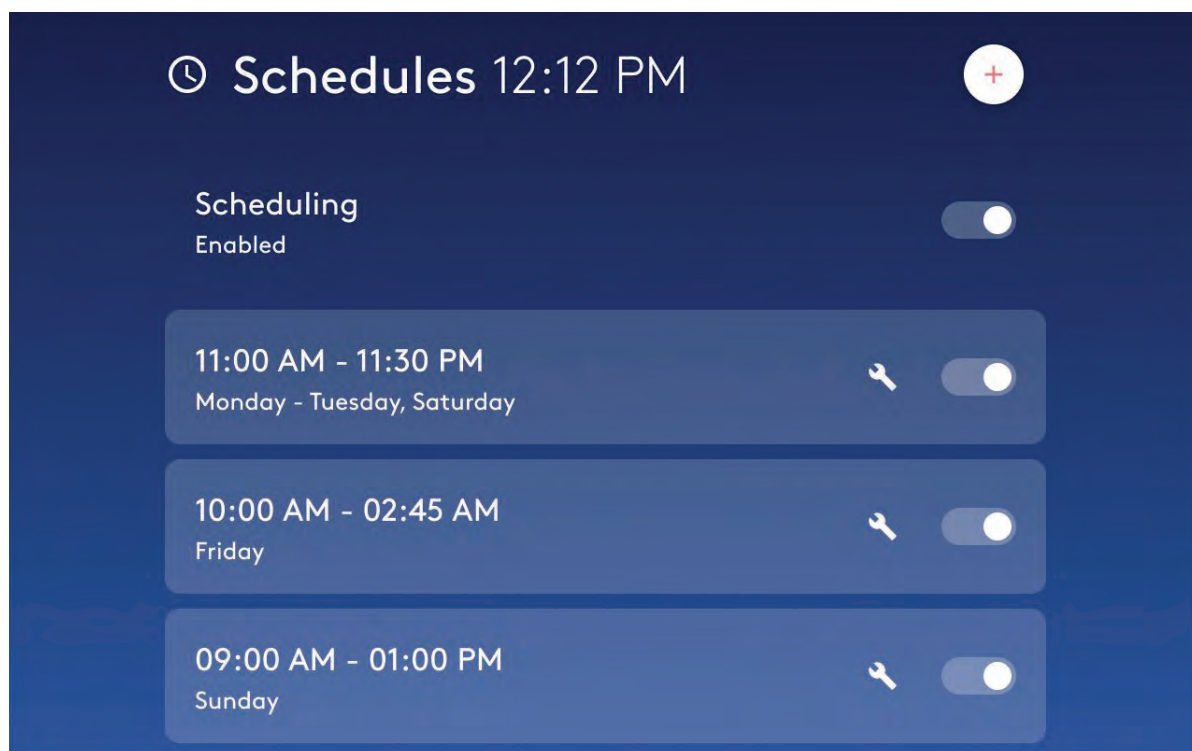 Schedules 12:12 PM
Scheduling
Enabled
11:00 AM - 11:30 PM
Monday - Tuesday, Saturday
10:00 AM - 02:45 AM
Friday
09:00 AM - 01:00 PM
Sunday